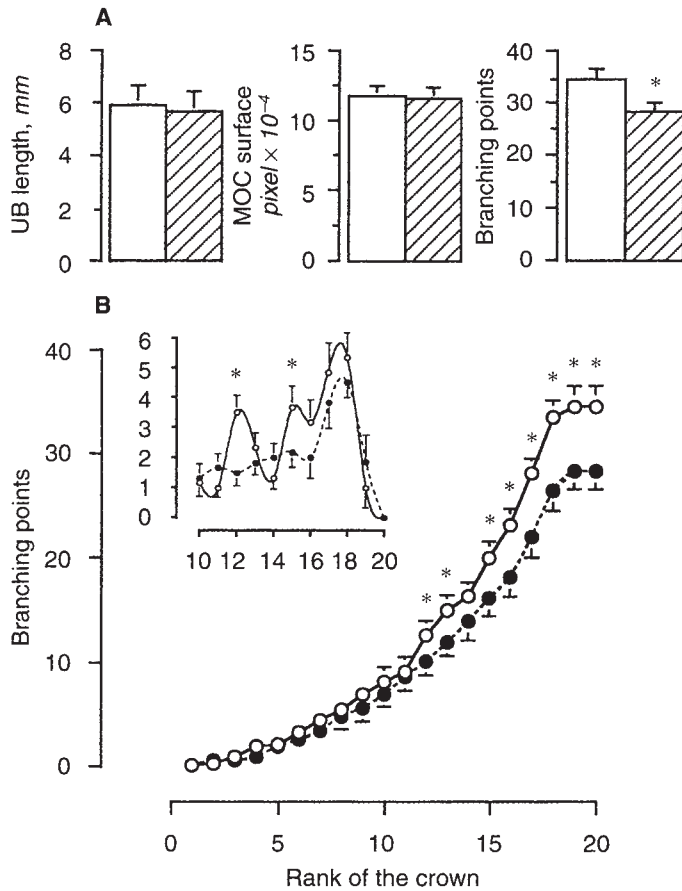 A
UB length, mm
8
6
4
2
0
MOC surface
pixel × 10⁻⁴
15
10
5
0
Branching points
40
30
20
10
0
*
B
Branching points
40
30
20
10
0
6
5
4
3
2
1
0
* *
10 12 14 16 18 20
* * * * * * * *
0 5 10 15 20
Rank of the crown